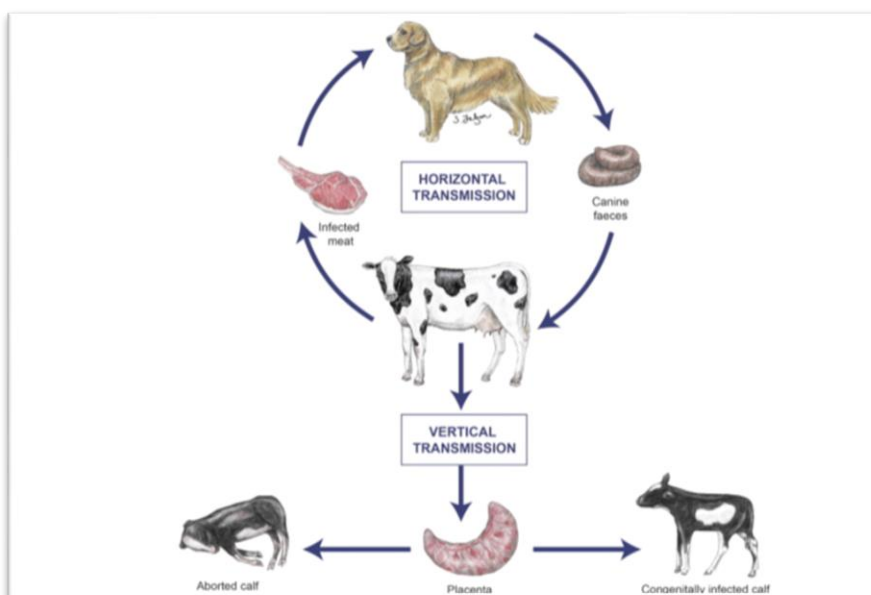 HORIZONTAL
TRANSMISSION
Canine
faeces
Infected
meat
VERTICAL
TRANSMISSION
Aborted calf
Placenta
Congenitally infected calf